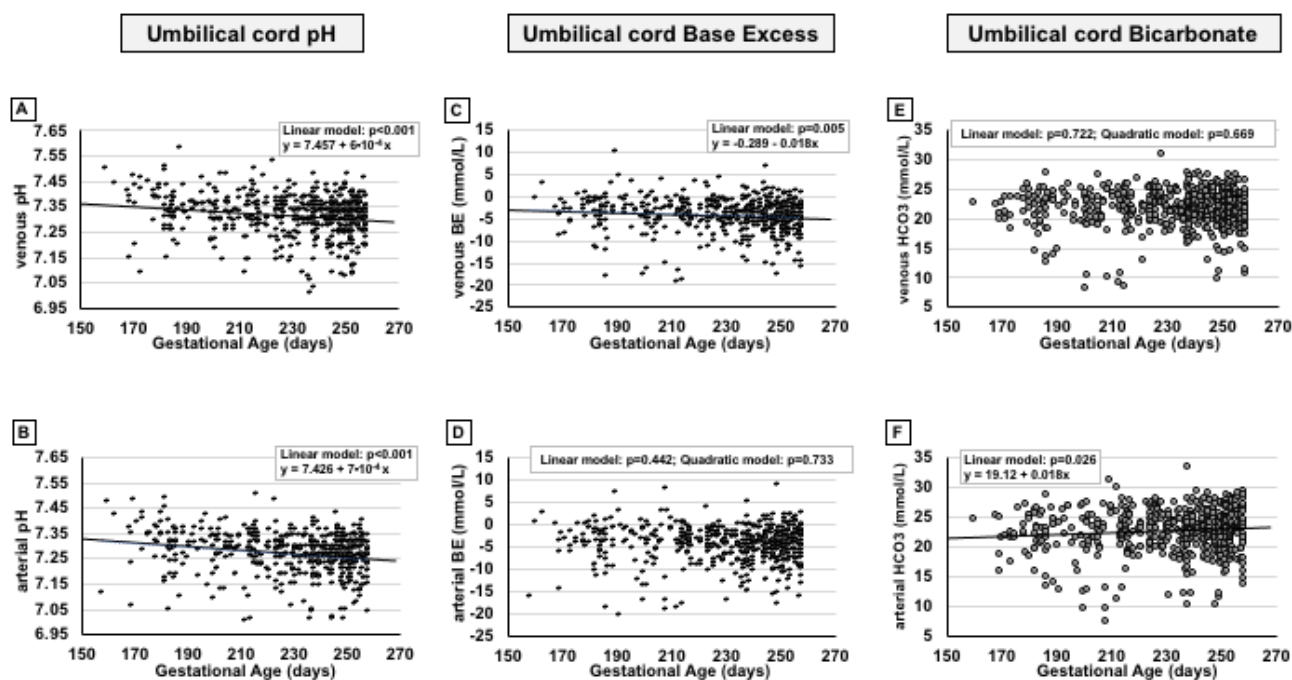 Umbilical cord pH
Umbilical cord Base Excess
Umbilical cord Bicarbonate
A
7.65
7.55
7.45
7.35
7.25
7.15
7.05
6.95
venous pH
Linear model: p<0.001
y = 7.457 + 6•10⁻⁴ x
150 170 190 210 230 250 270
Gestational Age (days)
C
15
10
5
0
-5
-10
-15
-20
-25
venous BE (mmol/L)
Linear model: p=0.005
y = -0.289 - 0.018x
150 170 190 210 230 250 270
Gestational Age (days)
E
35
30
25
20
15
10
5
venous HCO3 (mmol/L)
Linear model: p=0.722; Quadratic model: p=0.669
150 170 190 210 230 250 270
Gestational Age (days)
B
7.65
7.55
7.45
7.35
7.25
7.15
7.05
6.95
arterial pH
Linear model: p<0.001
y = 7.426 + 7•10⁻⁴ x
150 170 190 210 230 250 270
Gestational Age (days)
D
15
10
5
0
-5
-10
-15
-20
-25
arterial BE (mmol/L)
Linear model: p=0.442; Quadratic model: p=0.733
150 170 190 210 230 250 270
Gestational Age (days)
F
35
30
25
20
15
10
5
arterial HCO3 (mmol/L)
Linear model: p=0.026
y = 19.12 + 0.018x
150 170 190 210 230 250 270
Gestational Age (days)